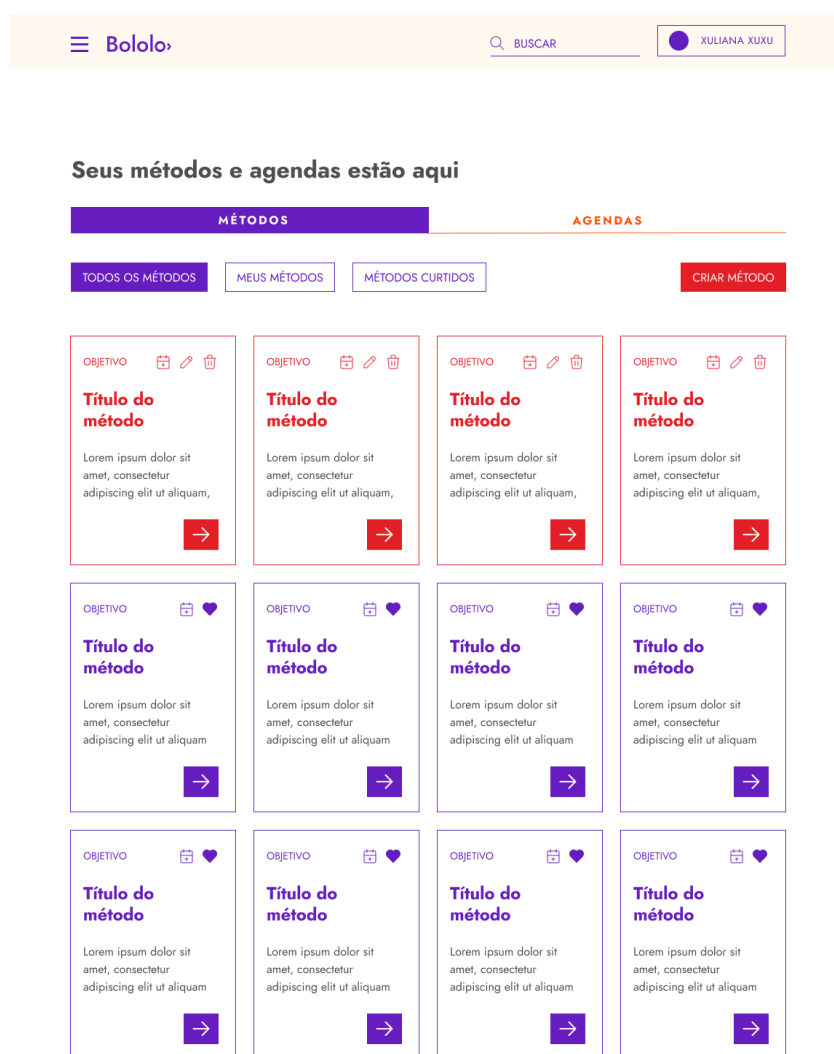 Bololo›
BUSCAR
XULIANA XUXU
Seus métodos e agendas estão aqui
MÉTODOS
AGENDAS
TODOS OS MÉTODOS
MEUS MÉTODOS
MÉTODOS CURTIDOS
CRIAR MÉTODO
OBJETIVO
Título do
método
Lorem ipsum dolor sit
amet, consectetur
adipiscing elit ut aliquam,
OBJETIVO
Título do
método
Lorem ipsum dolor sit
amet, consectetur
adipiscing elit ut aliquam,
OBJETIVO
Título do
método
Lorem ipsum dolor sit
amet, consectetur
adipiscing elit ut aliquam,
OBJETIVO
Título do
método
Lorem ipsum dolor sit
amet, consectetur
adipiscing elit ut aliquam,
OBJETIVO
Título do
método
Lorem ipsum dolor sit
amet, consectetur
adipiscing elit ut aliquam
OBJETIVO
Título do
método
Lorem ipsum dolor sit
amet, consectetur
adipiscing elit ut aliquam
OBJETIVO
Título do
método
Lorem ipsum dolor sit
amet, consectetur
adipiscing elit ut aliquam
OBJETIVO
Título do
método
Lorem ipsum dolor sit
amet, consectetur
adipiscing elit ut aliquam
OBJETIVO
Título do
método
Lorem ipsum dolor sit
amet, consectetur
adipiscing elit ut aliquam
OBJETIVO
Título do
método
Lorem ipsum dolor sit
amet, consectetur
adipiscing elit ut aliquam
OBJETIVO
Título do
método
Lorem ipsum dolor sit
amet, consectetur
adipiscing elit ut aliquam
OBJETIVO
Título do
método
Lorem ipsum dolor sit
amet, consectetur
adipiscing elit ut aliquam